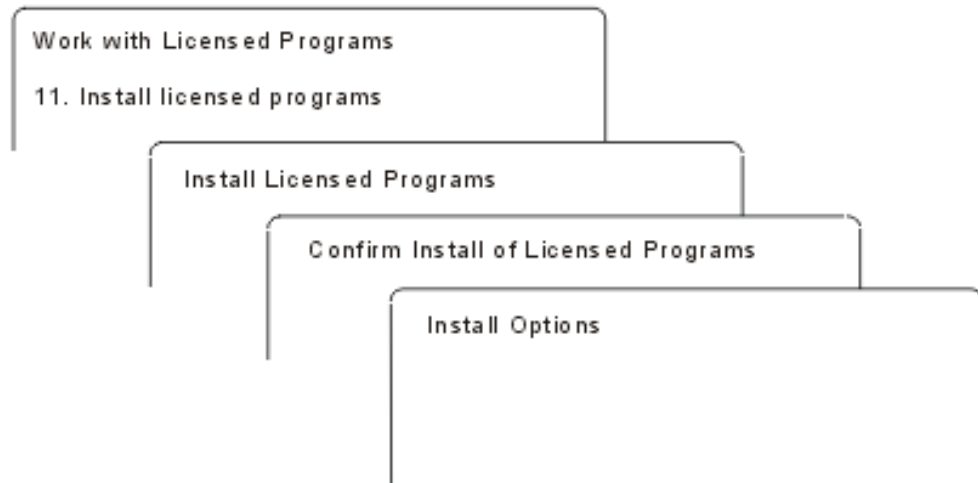 Work with Licensed Programs
11. Install licensed programs
Install Licensed Programs
Confirm Install of Licensed Programs
Install Options